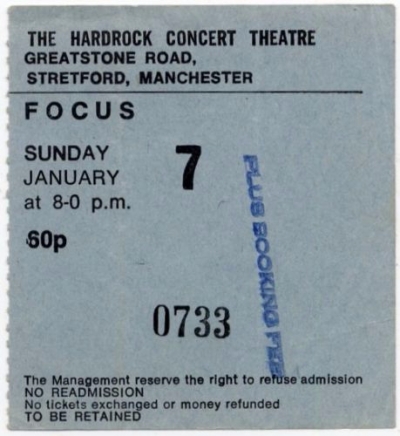 THE HARDROCK CONCERT THEATRE
GREATSTONE ROAD,
STRETFORD, MANCHESTER
FOCUS
SUNDAY 7
JANUARY
at 8-0 p.m.
60p
PLUS BOOKING FEE
0733
The Management reserve the right to refuse admission
NO READMISSION
No tickets exchanged or money refunded
TO BE RETAINED